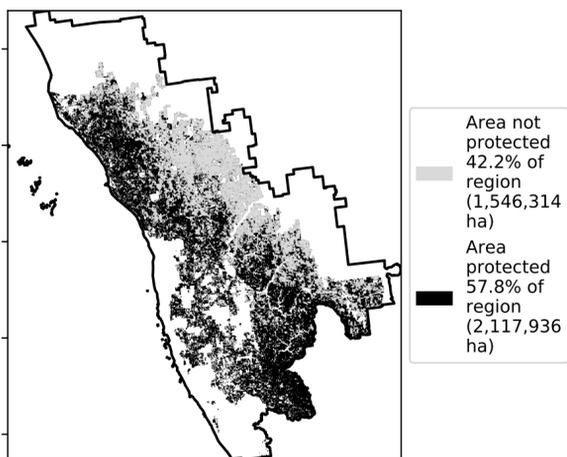 Area not
protected
42.2% of
region
(1,546,314
ha)
Area
protected
57.8% of
region
(2,117,936
ha)